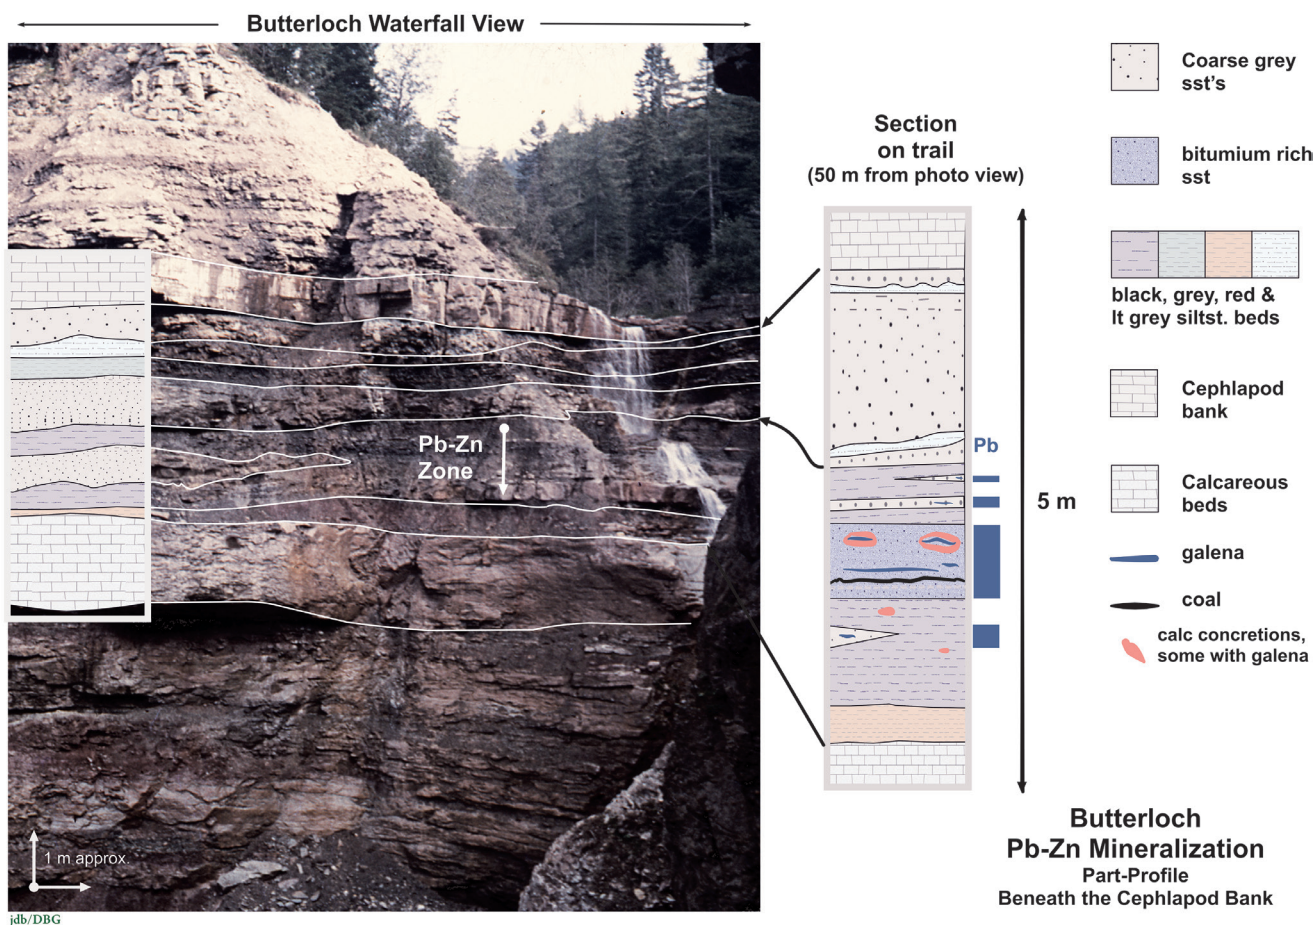 Butterloch Waterfall View
Section
on trail
(50 m from photo view)
Coarse grey
sst's
bitumium rich
sst
black, grey, red &
lt grey siltst. beds
Cephlapod
bank
Calcareous
beds
galena
coal
calc concretions,
some with galena
Pb-Zn
Zone
Pb
5 m
1 m approx.
Butterloch
Pb-Zn Mineralization
Part-Profile
Beneath the Cephlapod Bank
jdb/DBG